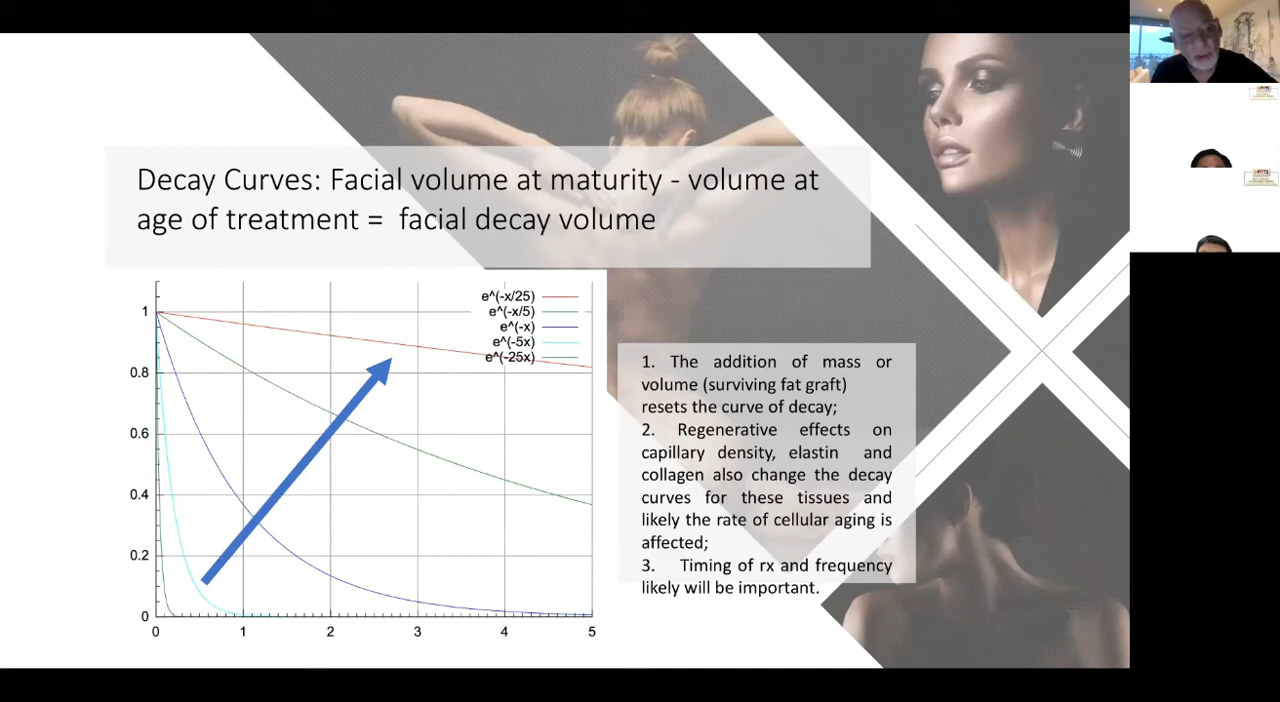 Decay Curves: Facial volume at maturity - volume at
age of treatment = facial decay volume
e^(-x/25)
e^(-x/5)
e^(-x)
e^(-5x)
e^(-25x)
1
0.8
0.6
0.4
0.2
0
0 1 2 3 4 5
1. The addition of mass or
volume (surviving fat graft)
resets the curve of decay;
2. Regenerative effects on
capillary density, elastin and
collagen also change the decay
curves for these tissues and
likely the rate of cellular aging is
affected;
3. Timing of rx and frequency
likely will be important.